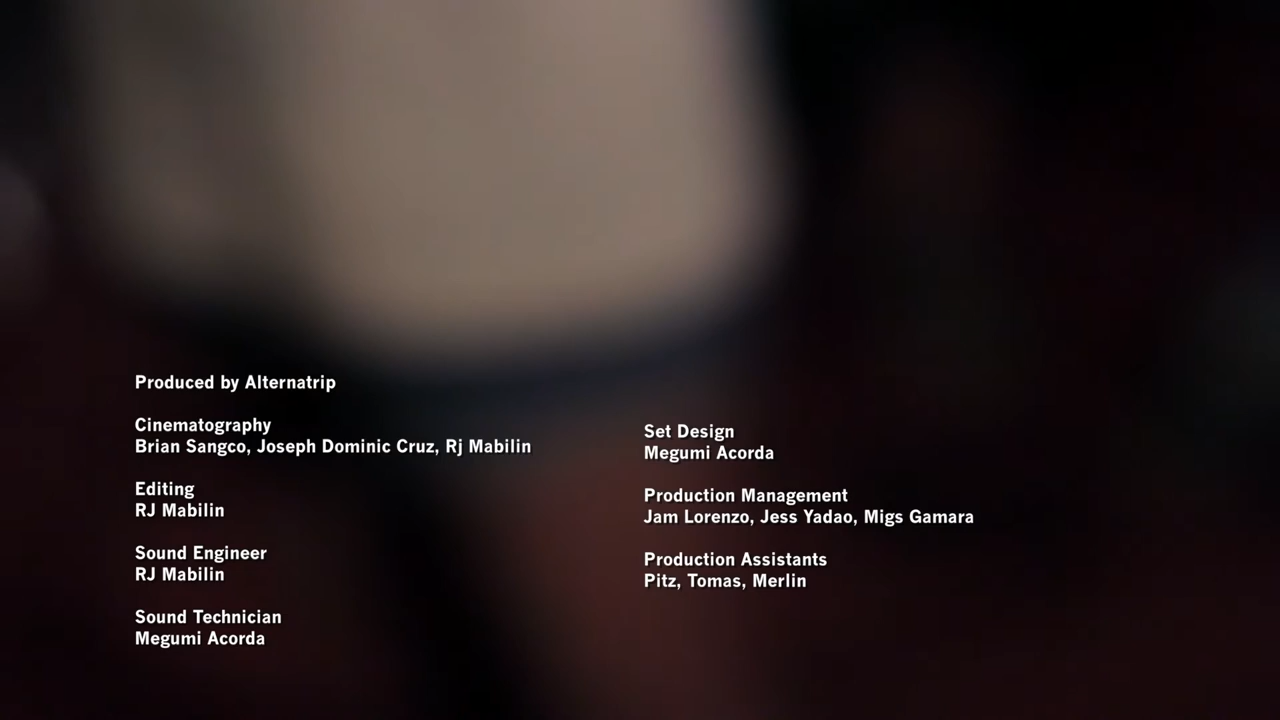 Produced by Alternatrip
Cinematography
Brian Sangco, Joseph Dominic Cruz, Rj Mabilin
Editing
RJ Mabilin
Sound Engineer
RJ Mabilin
Sound Technician
Megumi Acorda
Set Design
Megumi Acorda
Production Management
Jam Lorenzo, Jess Yadao, Migs Gamara
Production Assistants
Pitz, Tomas, Merlin